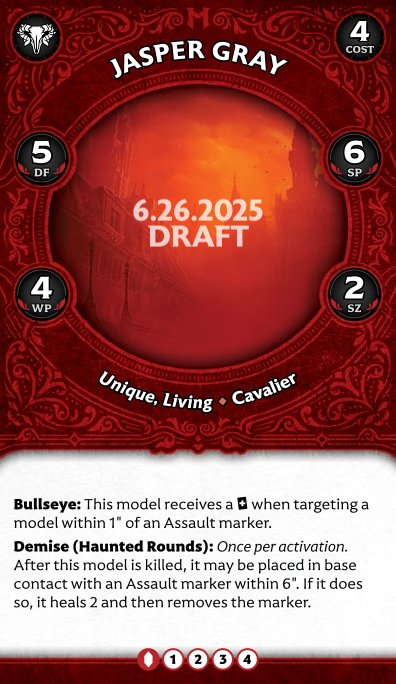 JASPER GRAY
4
COST
5
DF
6
SP
6.26.2025
DRAFT
4
WP
2
SZ
Unique, Living • Cavalier
Bullseye: This model receives a when targeting a
model within 1" of an Assault marker.
Demise (Haunted Rounds): Once per activation.
After this model is killed, it may be placed in base
contact with an Assault marker within 6". If it does
so, it heals 2 and then removes the marker.
1 2 3 4